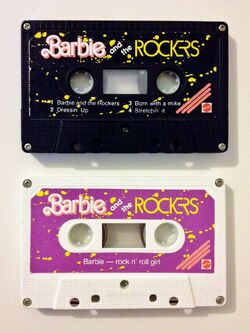 Barbie and the ROCKERS
1 Barbie and the Rockers 3 Born with a mike
2 Dressin' Up 4 Stretchin' it
Barbie and the ROCKERS
Barbie — rock n' roll girl